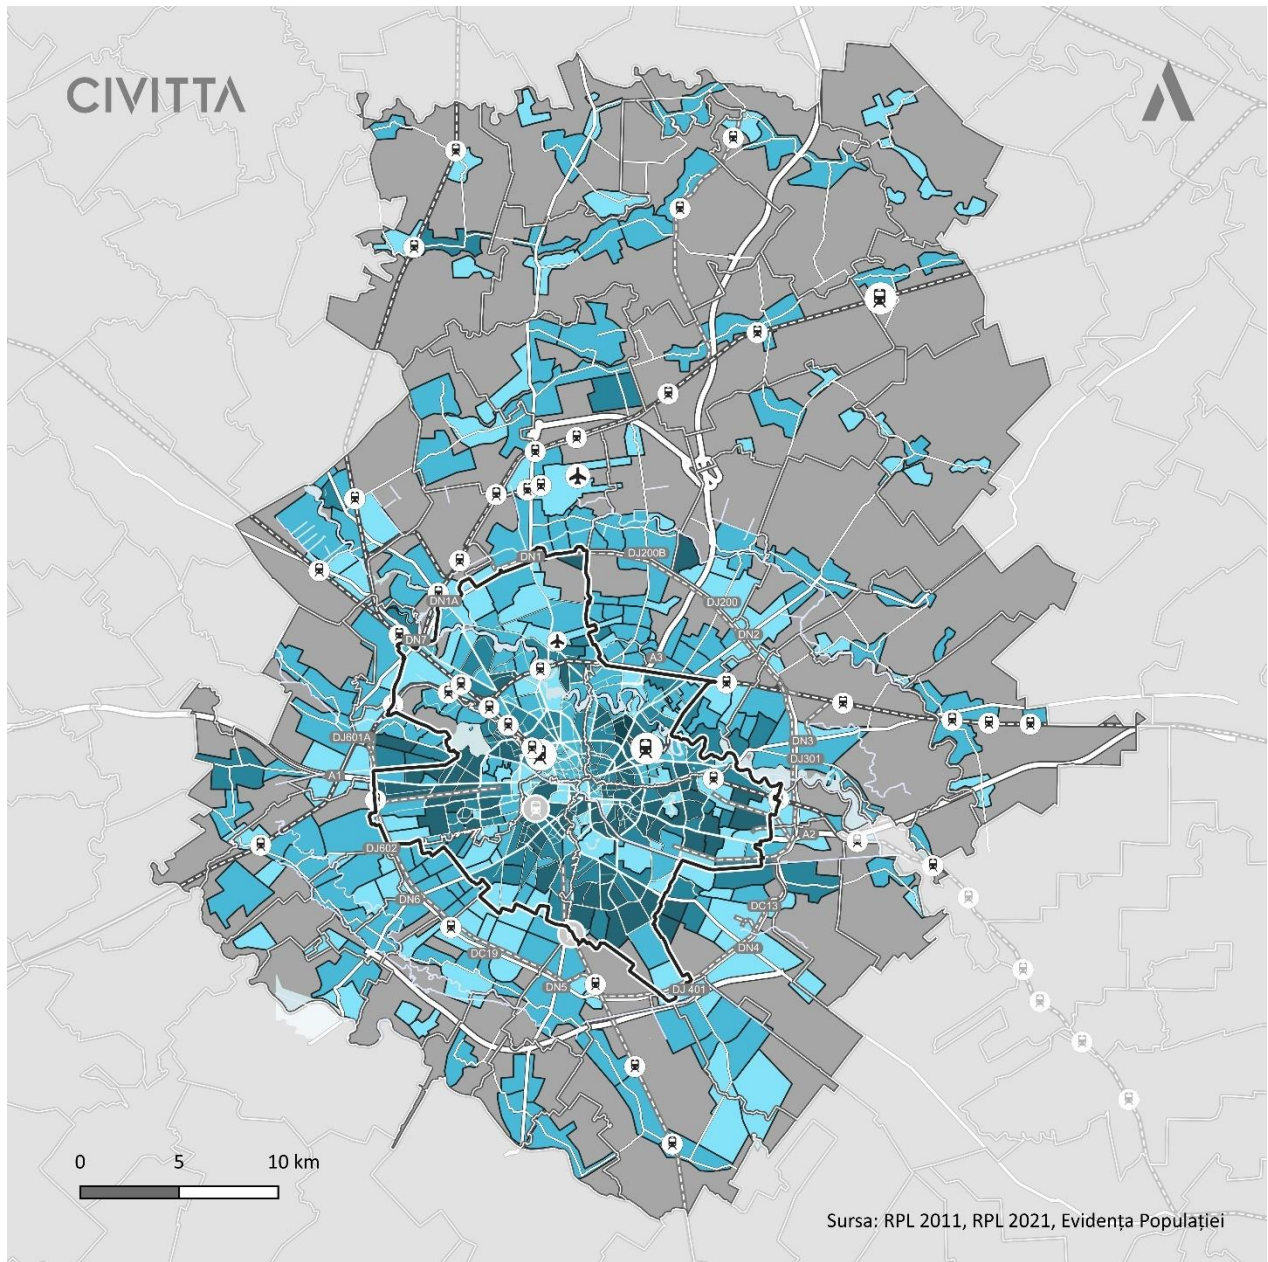 CIVITTA
DN1
DJ200B
DN1A
DJ200
DN2
DN7
A3
DJ601A
DN3
DJ301
A1
A2
DJ602
DN6
DC13
DN4
DC19
DN5
DJ 401
0 5 10 km
Sursa: RPL 2011, RPL 2021, Evidența Populației